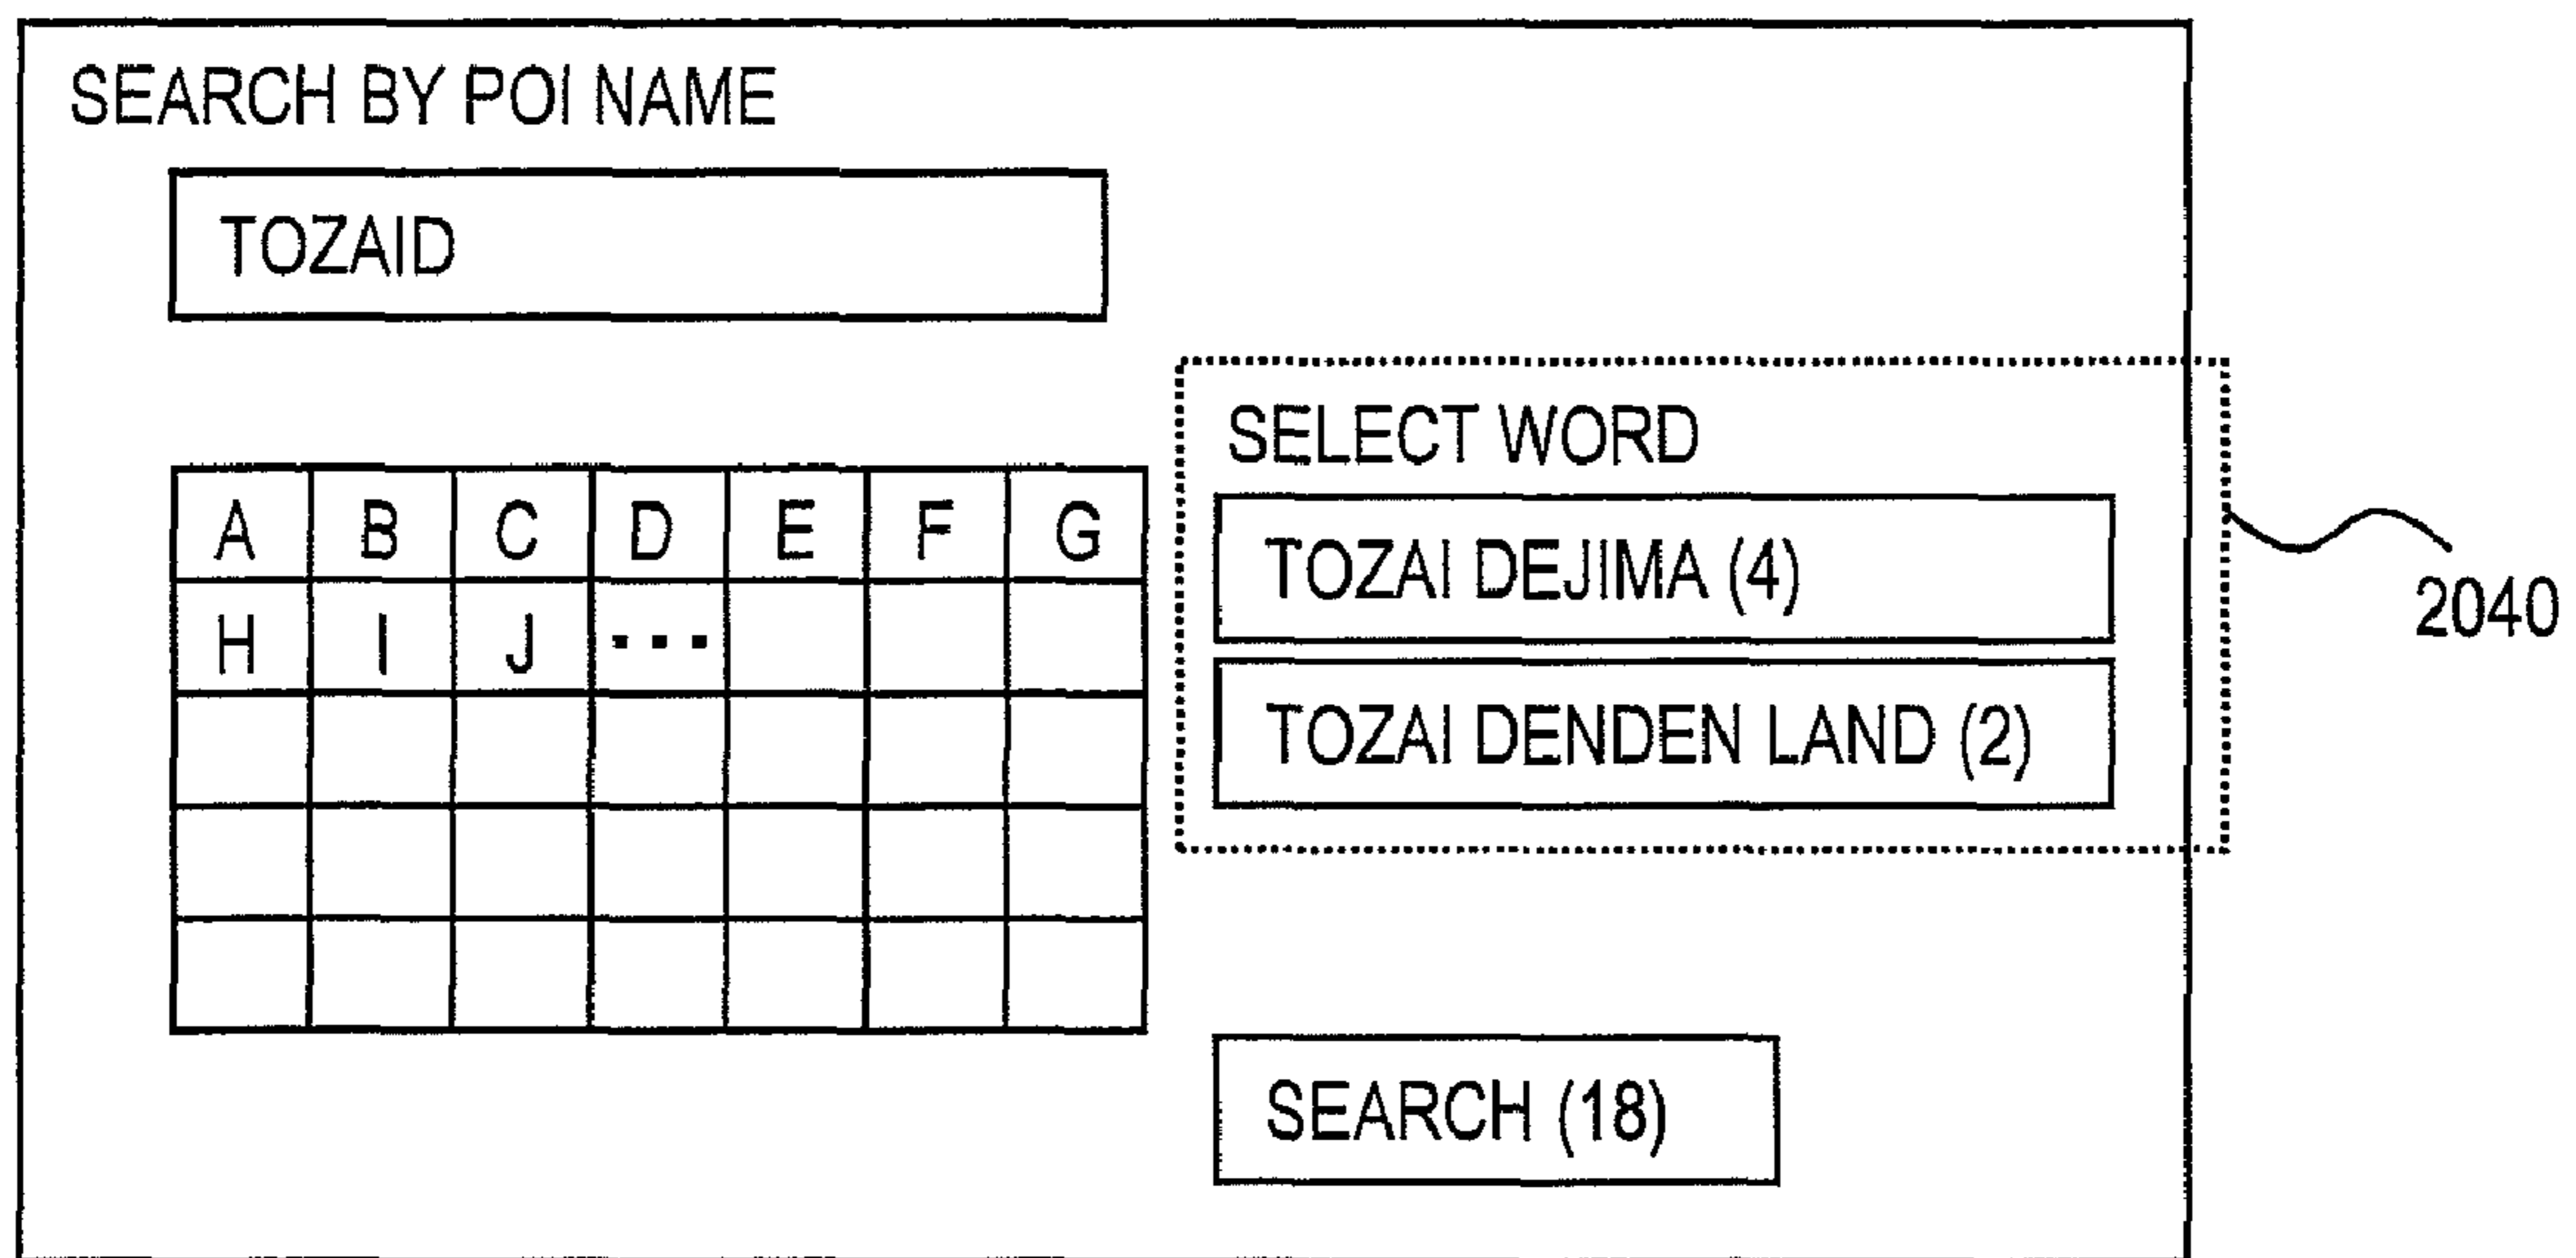 SEARCH BY POI NAME
TOZAID
SELECT WORD
A B C D E F G
TOZAI DEJIMA (4)
H I J ...
2040
TOZAI DENDEN LAND (2)
SEARCH (18)